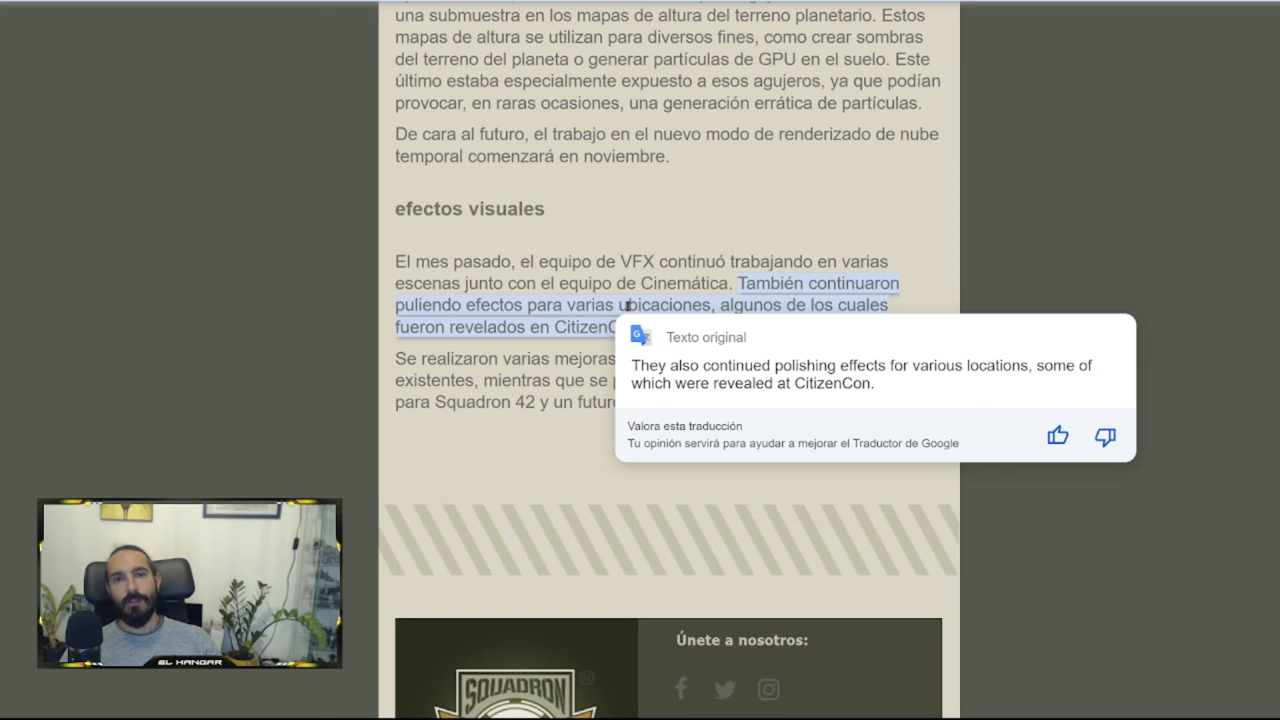 una submuestra en los mapas de altura del terreno planetario. Estos
mapas de altura se utilizan para diversos fines, como crear sombras
del terreno del planeta o generar partículas de GPU en el suelo. Este
último estaba especialmente expuesto a esos agujeros, ya que podían
provocar, en raras ocasiones, una generación errática de partículas.
De cara al futuro, el trabajo en el nuevo modo de renderizado de nube
temporal comenzará en noviembre.
efectos visuales
El mes pasado, el equipo de VFX continuó trabajando en varias
escenas junto con el equipo de Cinemática. También continuaron
puliendo efectos para varias ubicaciones, algunos de los cuales
fueron revelados en CitizenC
Se realizaron varias mejoras
existentes, mientras que se
para Squadron 42 y un futur
Texto original
They also continued polishing effects for various locations, some of
which were revealed at CitizenCon.
Valora esta traducción
Tu opinión servirá para ayudar a mejorar el Traductor de Google
EL HANGAR
SQUADRON
®
Únete a nosotros: